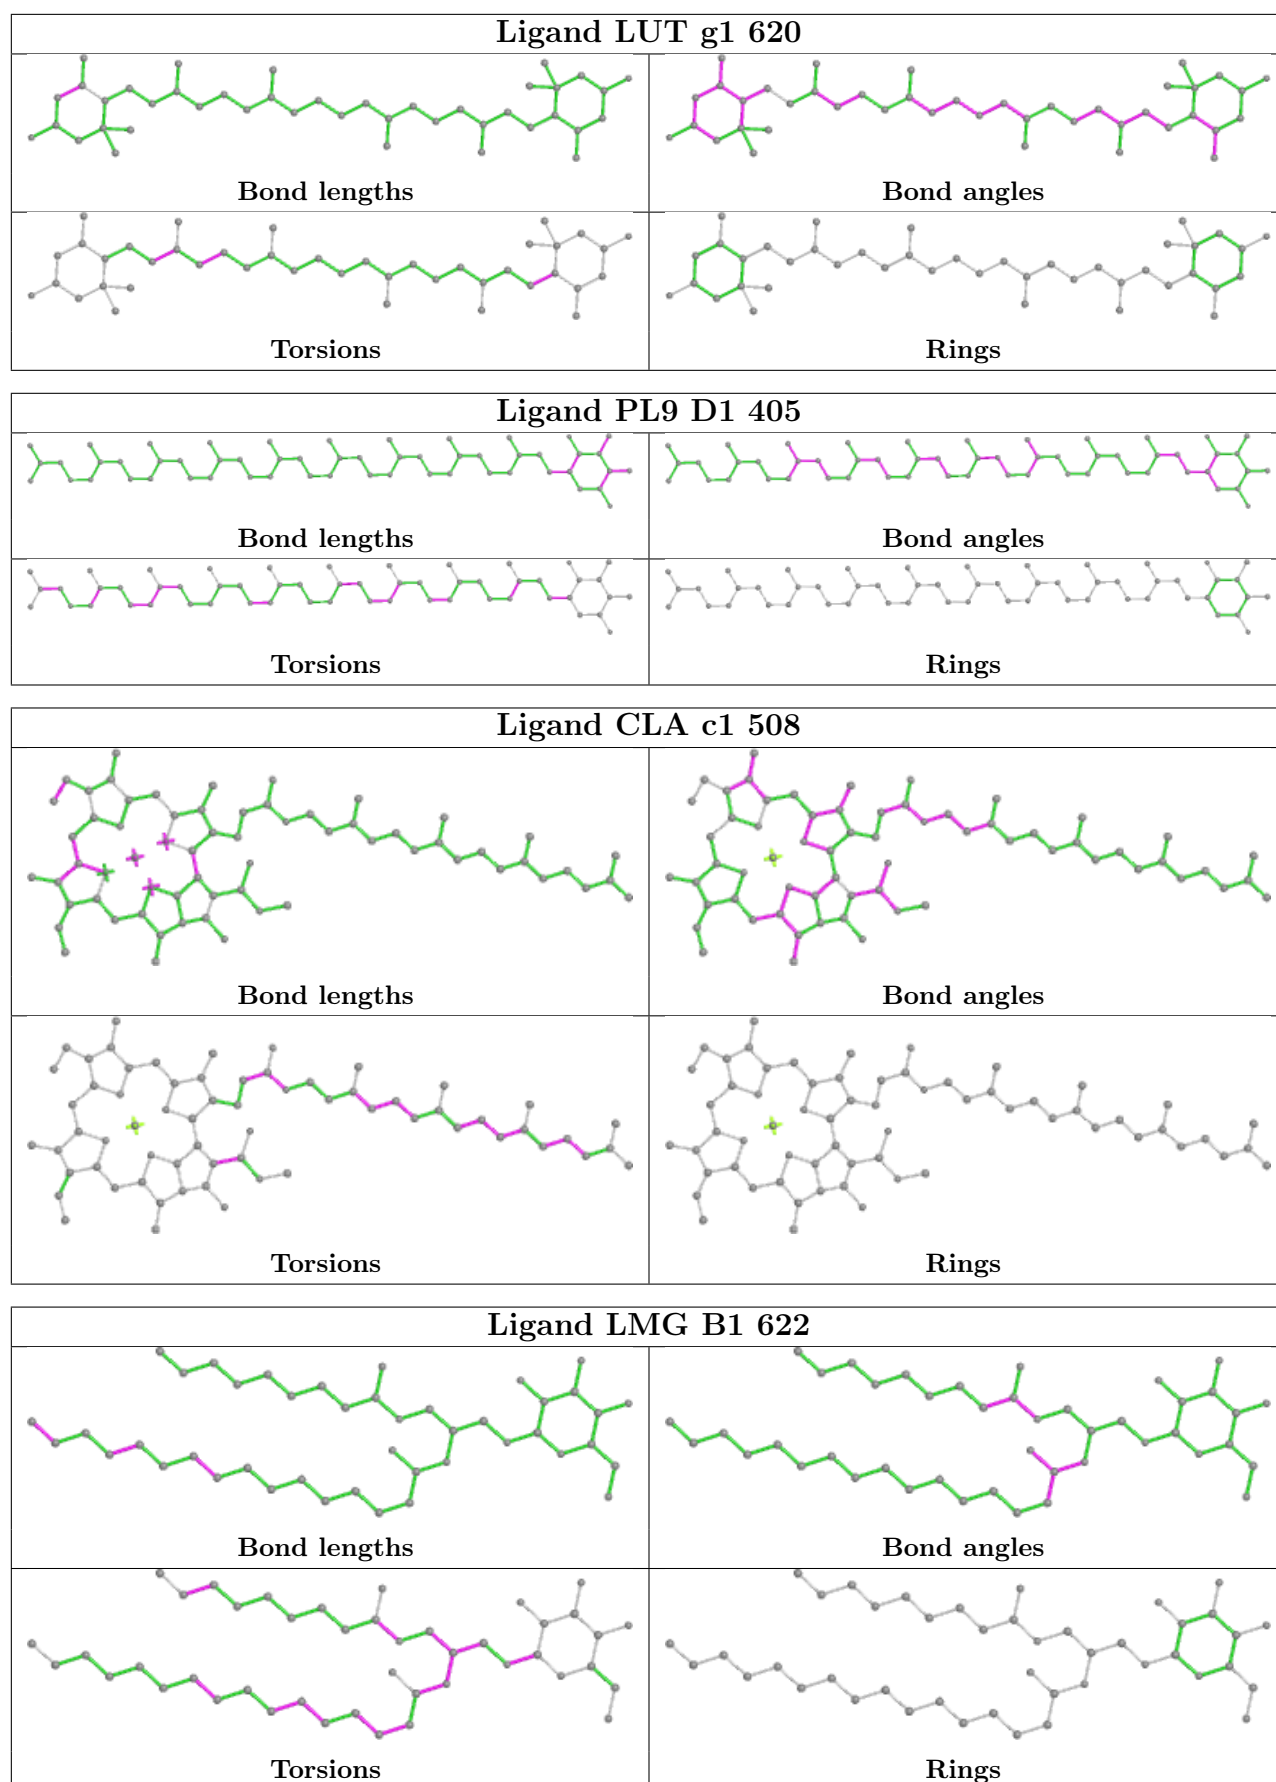 Ligand LUT g1 620
Bond lengths
Bond angles
Torsions
Rings
Ligand PL9 D1 405
Bond lengths
Bond angles
Torsions
Rings
Ligand CLA c1 508
Bond lengths
Bond angles
Torsions
Rings
Ligand LMG B1 622
Bond lengths
Bond angles
Torsions
Rings